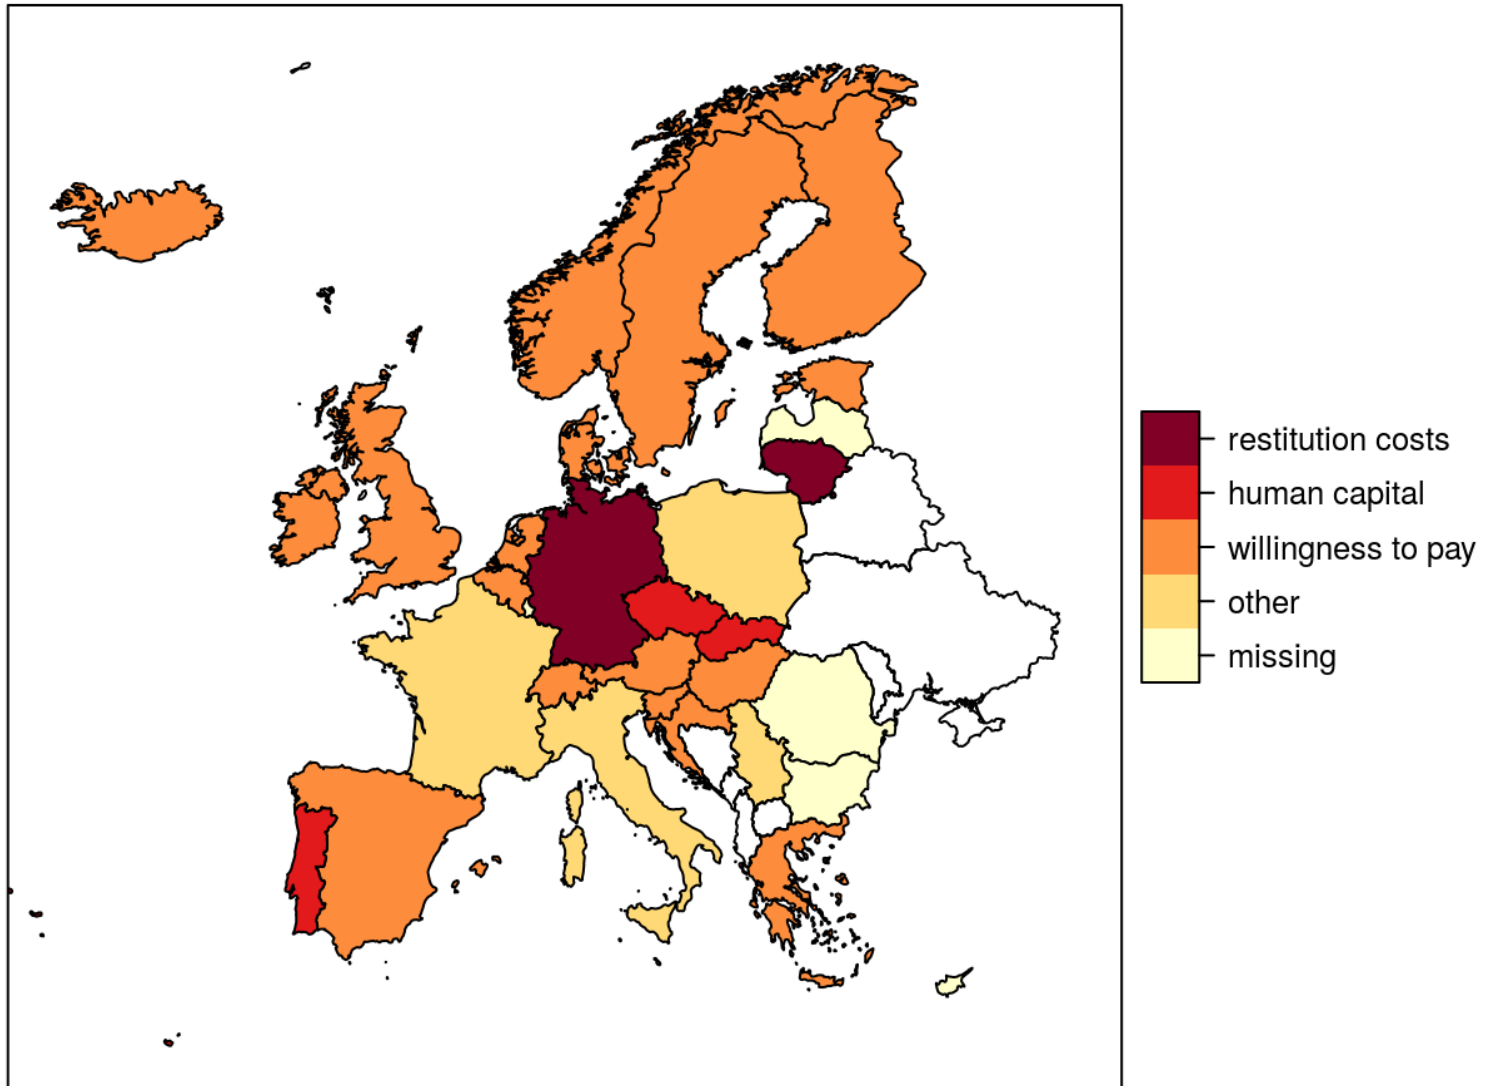 restitution costs
human capital
willingness to pay
other
missing